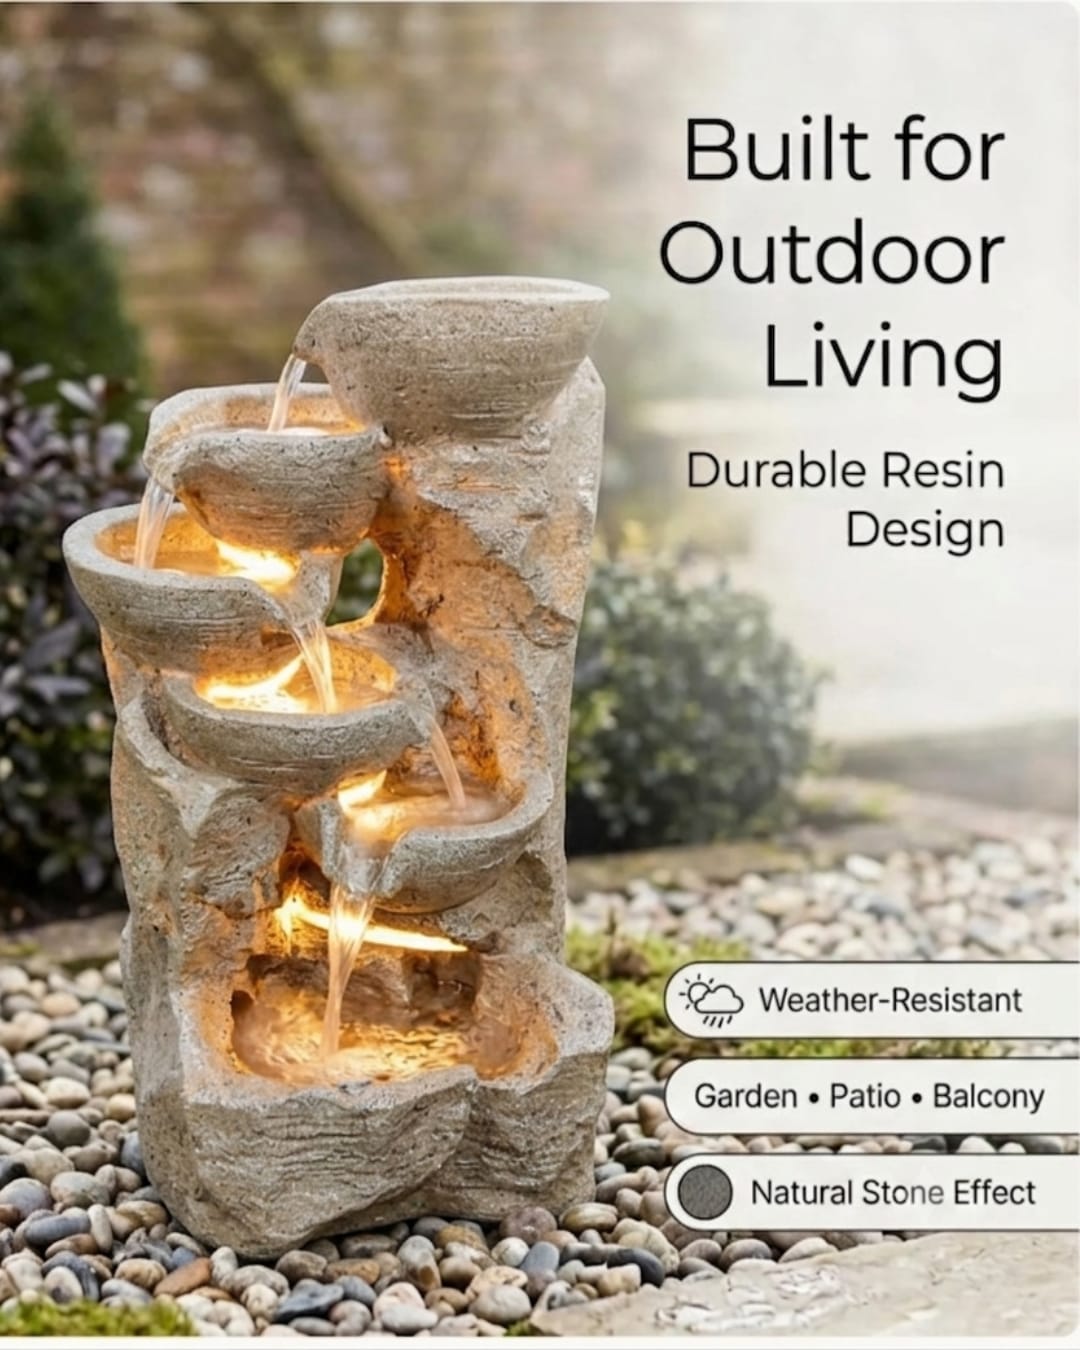 Built for
Outdoor
Living
Durable Resin
Design
Weather-Resistant
Garden • Patio • Balcony
Natural Stone Effect